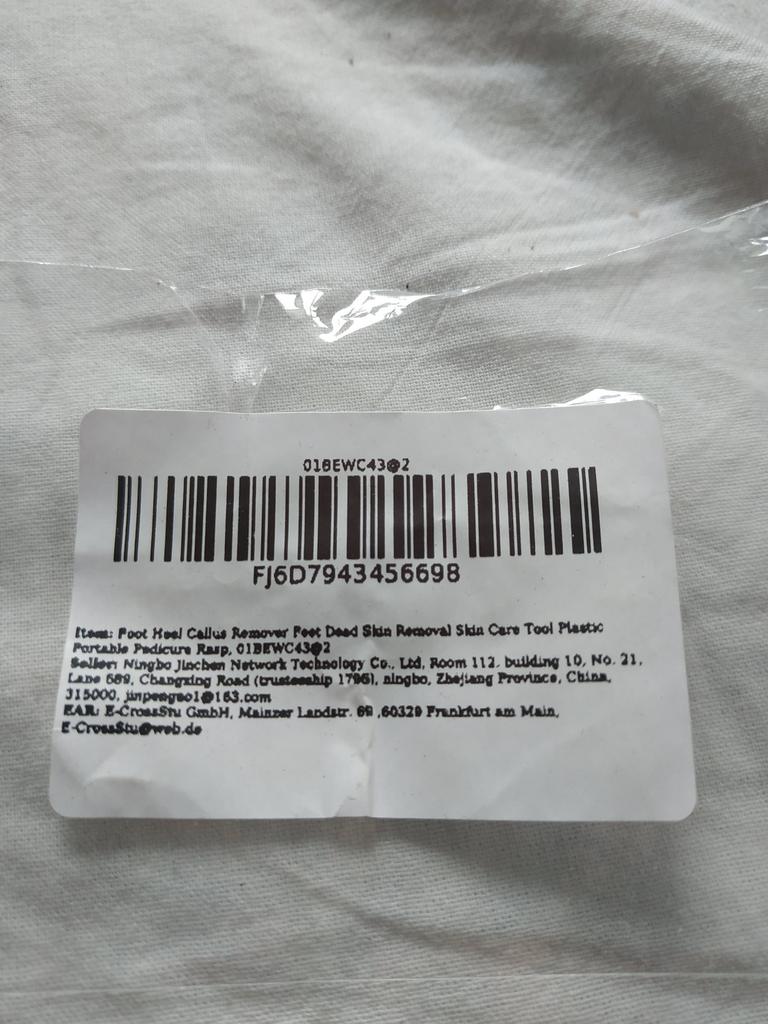 01BEWC43@2
FJ6D7943456698
Item: Foot Heel Callus Remover Feet Dead Skin Removal Skin Care Tool Plastic
Portable Pedicure Rasp, 01BEWC43@2
Seller: Ningbo Jinchen Network Technology Co., Ltd, Room 112, building 10, No. 21,
Lane 689, Changxing Road (trusteeship 1796), ningbo, Zhejiang Province, China,
315000, jinpengao1@163.com
EAR: E-CrossStu GmbH, Mainzer Landstr. 69 ,60329 Frankfurt am Main,
E-CrossStu@web.de